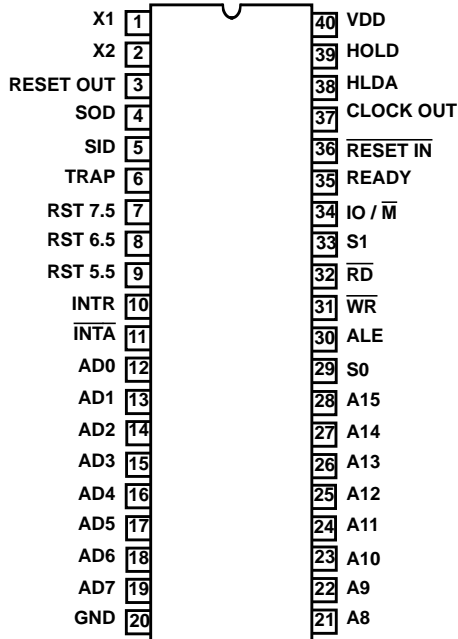 X1 1 40 VDD
X2 2 39 HOLD
RESET OUT 3 38 HLDA
SOD 4 37 CLOCK OUT
SID 5 36 RESET IN
TRAP 6 35 READY
RST 7.5 7 34 IO / M
RST 6.5 8 33 S1
RST 5.5 9 32 RD
INTR 10 31 WR
INTA 11 30 ALE
AD0 12 29 S0
AD1 13 28 A15
AD2 14 27 A14
AD3 15 26 A13
AD4 16 25 A12
AD5 17 24 A11
AD6 18 23 A10
AD7 19 22 A9
GND 20 21 A8